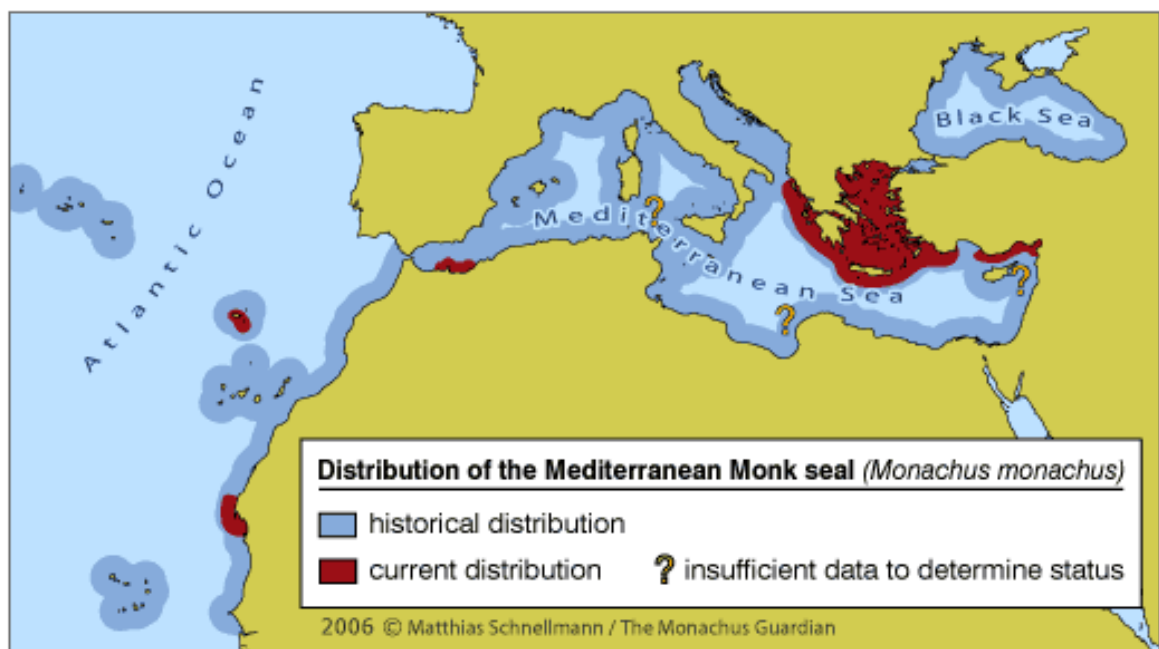 Atlantic Ocean
Black Sea
Mediterranean Sea
?
?
?
Distribution of the Mediterranean Monk seal (Monachus monachus)
historical distribution
current distribution
? insufficient data to determine status
2006 © Matthias Schnellmann / The Monachus Guardian